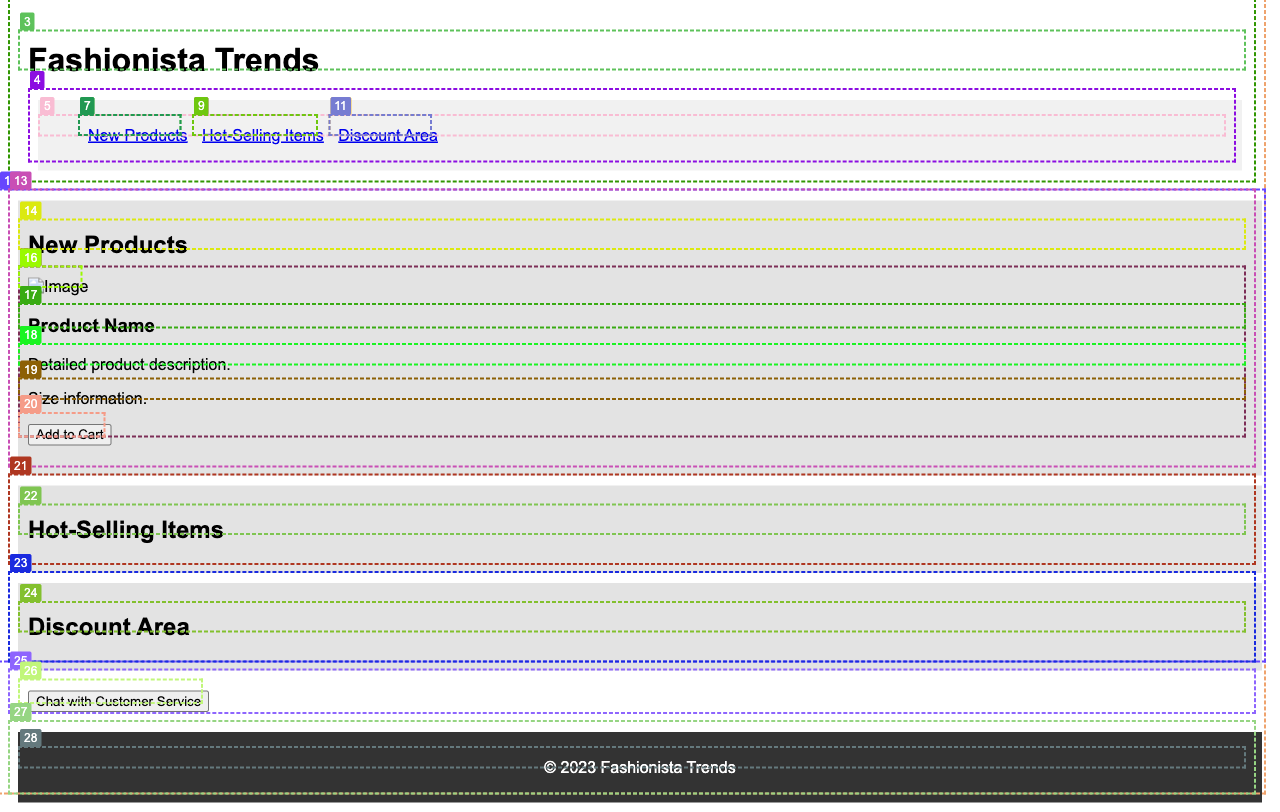 3
Fashionista Trends
4
5 7 9 11
New Products Hot-Selling Items Discount Area
13
14
New Products
16
Image
17
Product Name
18
Detailed product description.
19
Size information.
20
Add to Cart
21
22
Hot-Selling Items
23
24
Discount Area
25
26
Chat with Customer Service
27
28
© 2023 Fashionista Trends